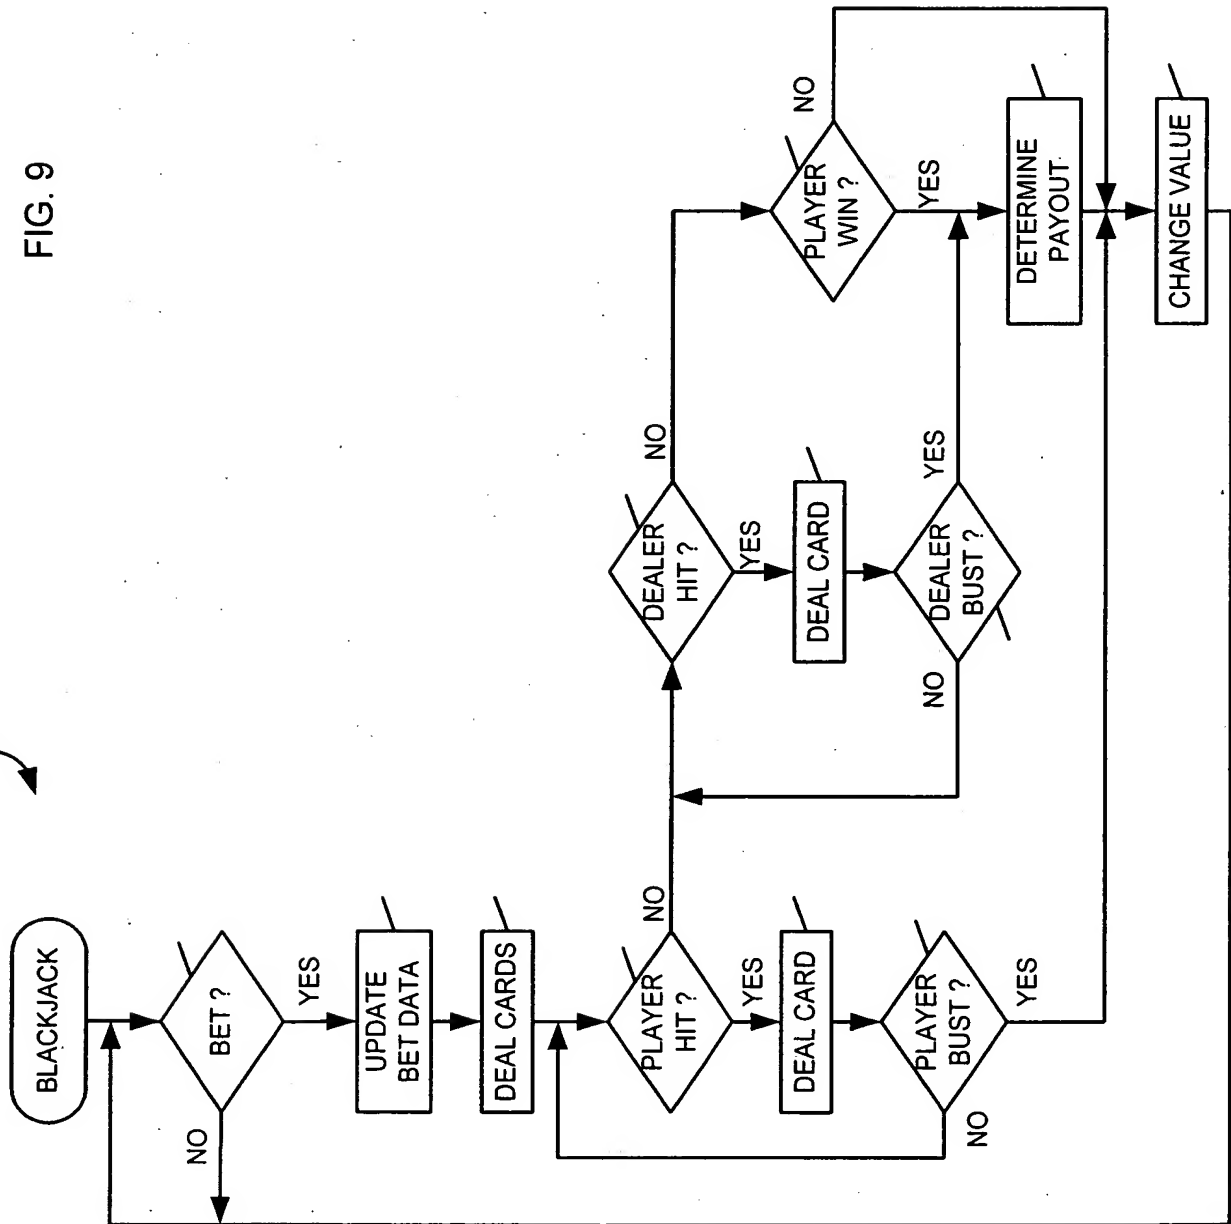 FIG. 9
BLACKJACK
BET ?
NO
YES
UPDATE
BET DATA
DEAL CARDS
PLAYER
HIT ?
NO
YES
DEAL CARD
PLAYER
BUST ?
NO
YES
DEALER
HIT ?
NO
YES
DEAL CARD
DEALER
BUST ?
NO
YES
PLAYER
WIN ?
NO
YES
DETERMINE
PAYOUT
CHANGE VALUE